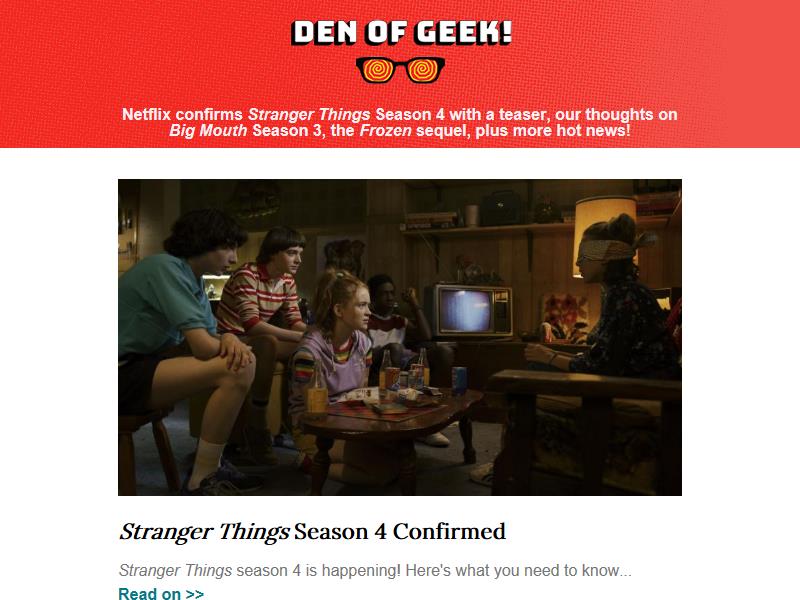 DEN OF GEEK!
Netflix confirms Stranger Things Season 4 with a teaser, our thoughts on
Big Mouth Season 3, the Frozen sequel, plus more hot news!
Stranger Things Season 4 Confirmed
Stranger Things season 4 is happening! Here's what you need to know...
Read on >>